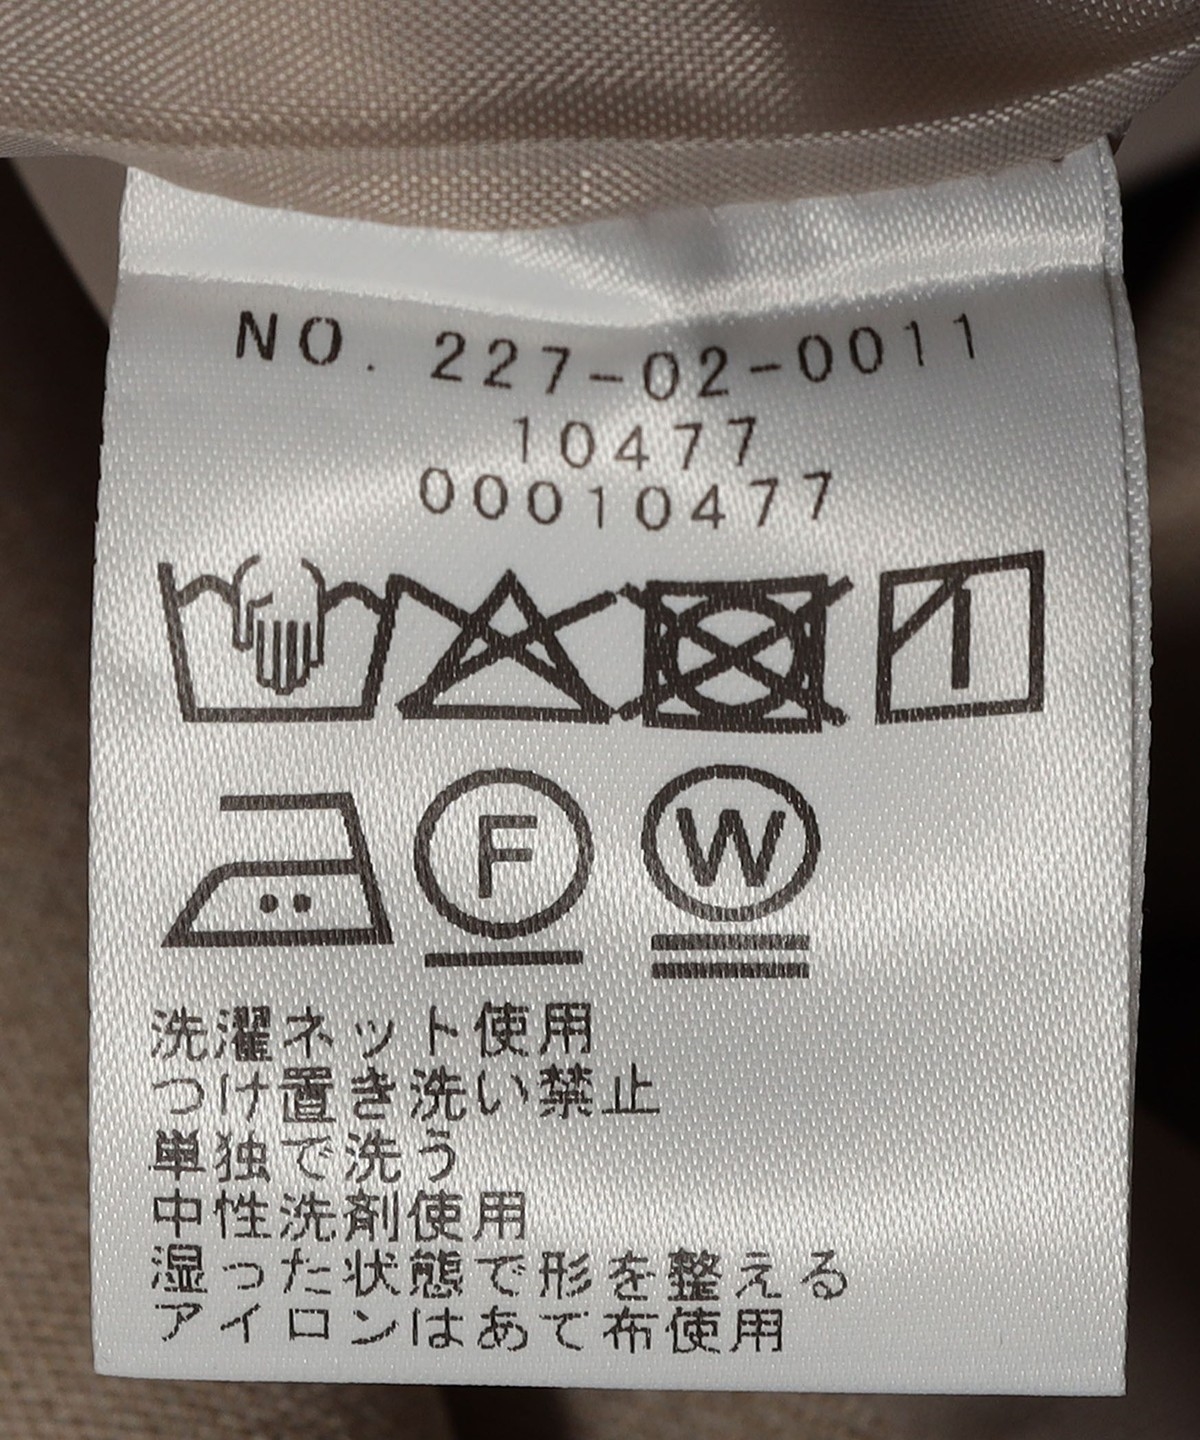 NO. 227-02-0011
10477
00010477
F W
洗濯ネット使用
つけ置き洗い禁止
単独で洗う
中性洗剤使用
湿った状態で形を整える
アイロンはあて布使用